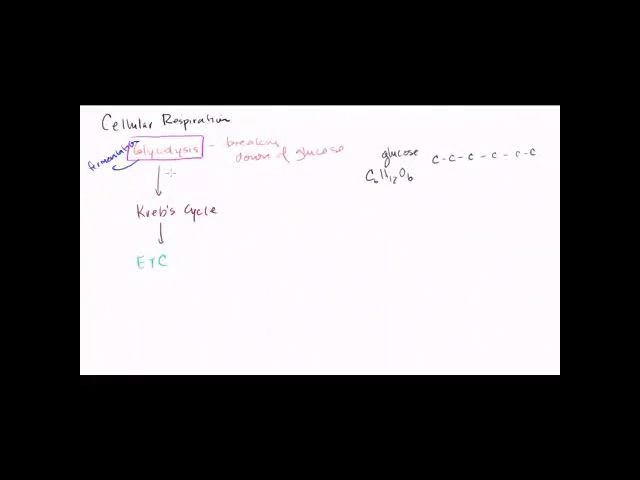 Cellular Respiration
fermentation
Glycolysis - breaking
down of glucose
glucose C-C-C-C-C-C
C6H12O6
Kreb's Cycle
ETC